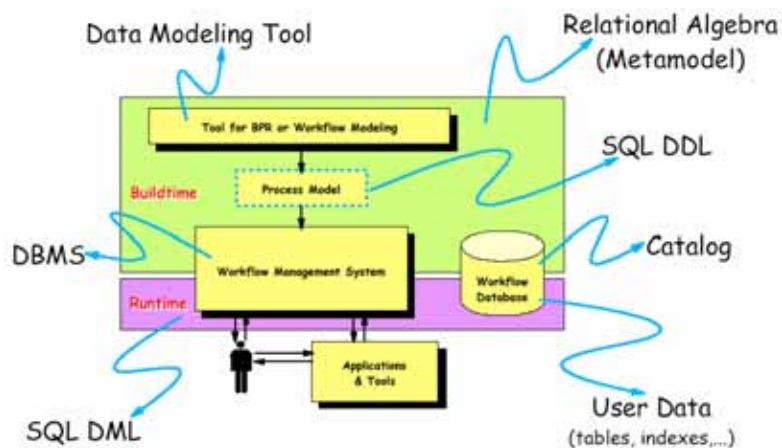 Data Modeling Tool
Relational Algebra
(Metamodel)
Tool for BPR or Workflow Modeling
SQL DDL
Process Model
Buildtime
DBMS
Workflow Management System
Catalog
Workflow
Database
Runtime
Applications
& Tools
SQL DML
User Data
(tables, indexes,...)